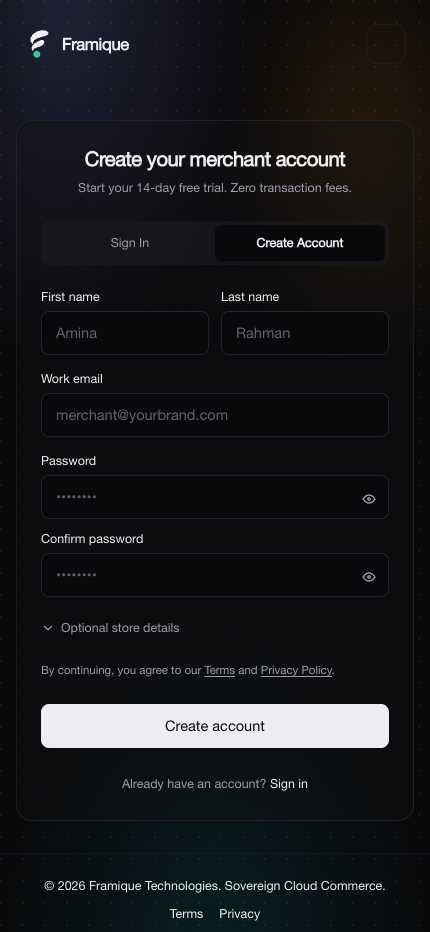 Framique
Create your merchant account
Start your 14-day free trial. Zero transaction fees.
Sign In
Create Account
First name
Last name
Amina
Rahman
Work email
merchant@yourbrand.com
Password
••••••••
Confirm password
••••••••
Optional store details
By continuing, you agree to our Terms and Privacy Policy.
Create account
Already have an account? Sign in
© 2026 Framique Technologies. Sovereign Cloud Commerce.
Terms Privacy